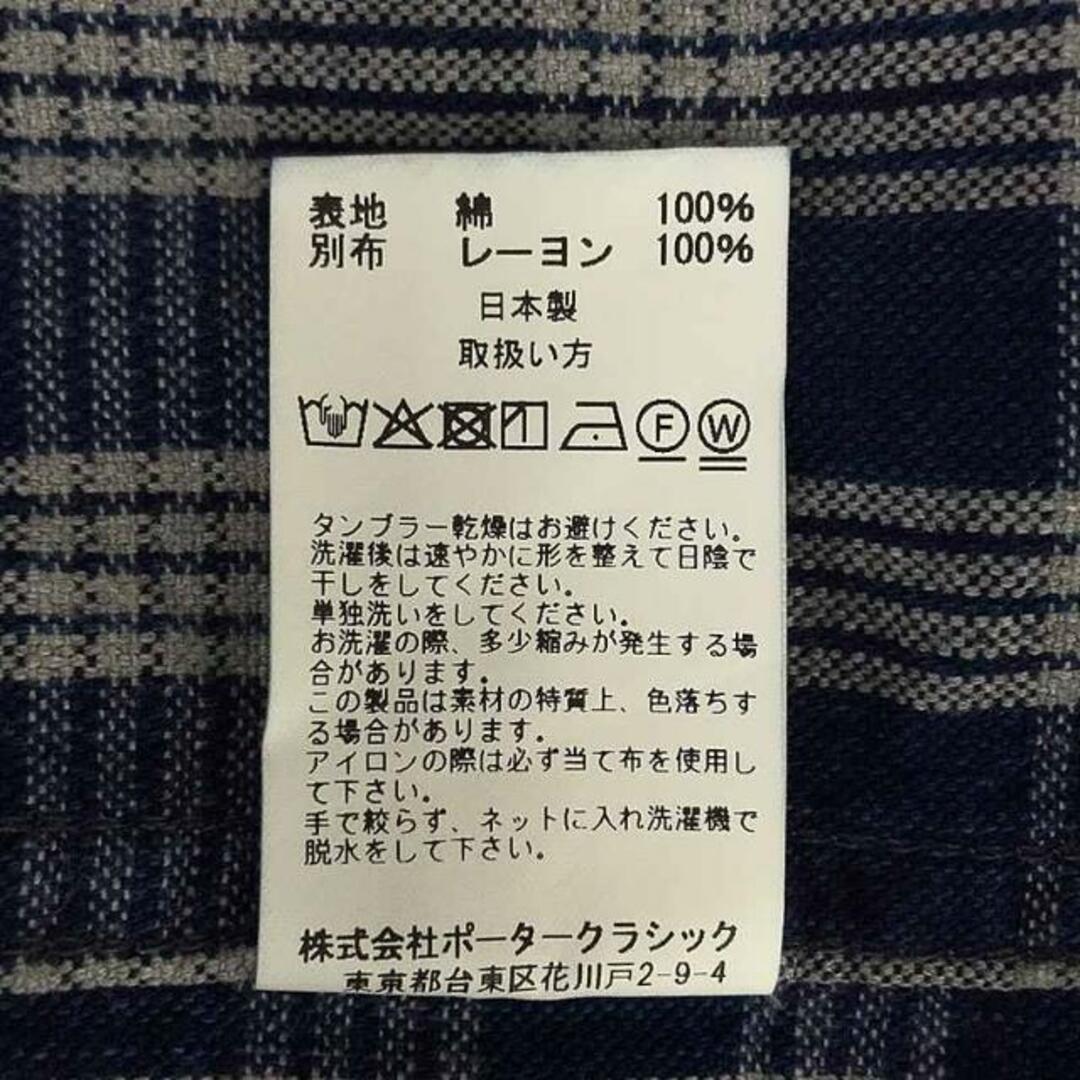 表地 綿 100%
別布 レーヨン 100%
日本製
取扱い方
F W
タンブラー乾燥はお避けください。
洗濯後は速やかに形を整えて日陰で
干しをしてください。
単独洗いをしてください。
お洗濯の際、多少縮みが発生する場
合があります。
この製品は素材の特質上、色落ちす
る場合があります。
アイロンの際は必ず当て布を使用し
て下さい。
手で絞らず、ネットに入れ洗濯機で
脱水をして下さい。
株式会社ポータークラシック
東京都台東区花川戸2-9-4